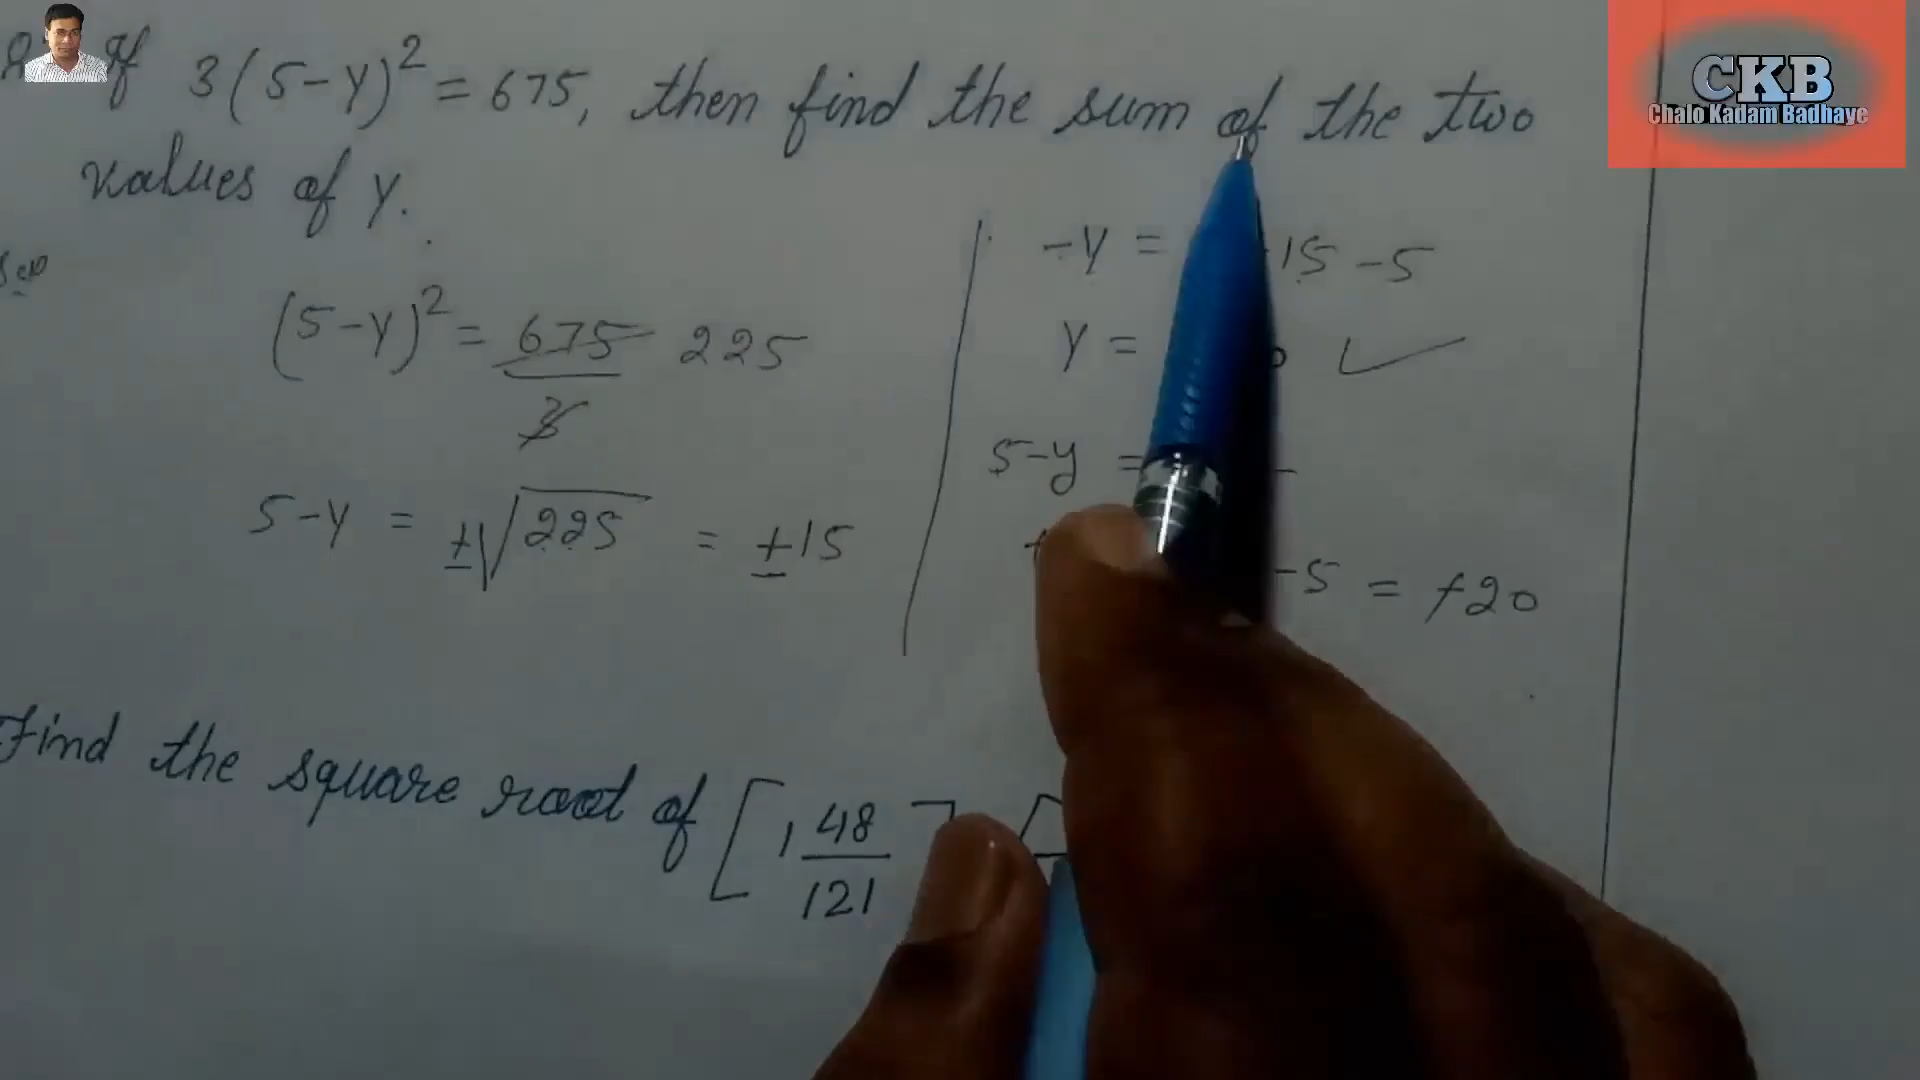 If 3(5-y)² = 675, then find the sum of the two
values of y.
(5-y)² = 675/3 225
5-y = ±√225 = ±15
-y = 15 -5
y =
5-y =
-5 = +20
Find the square root of [1 48/121
CKB
Chalo Kadam Badhaye